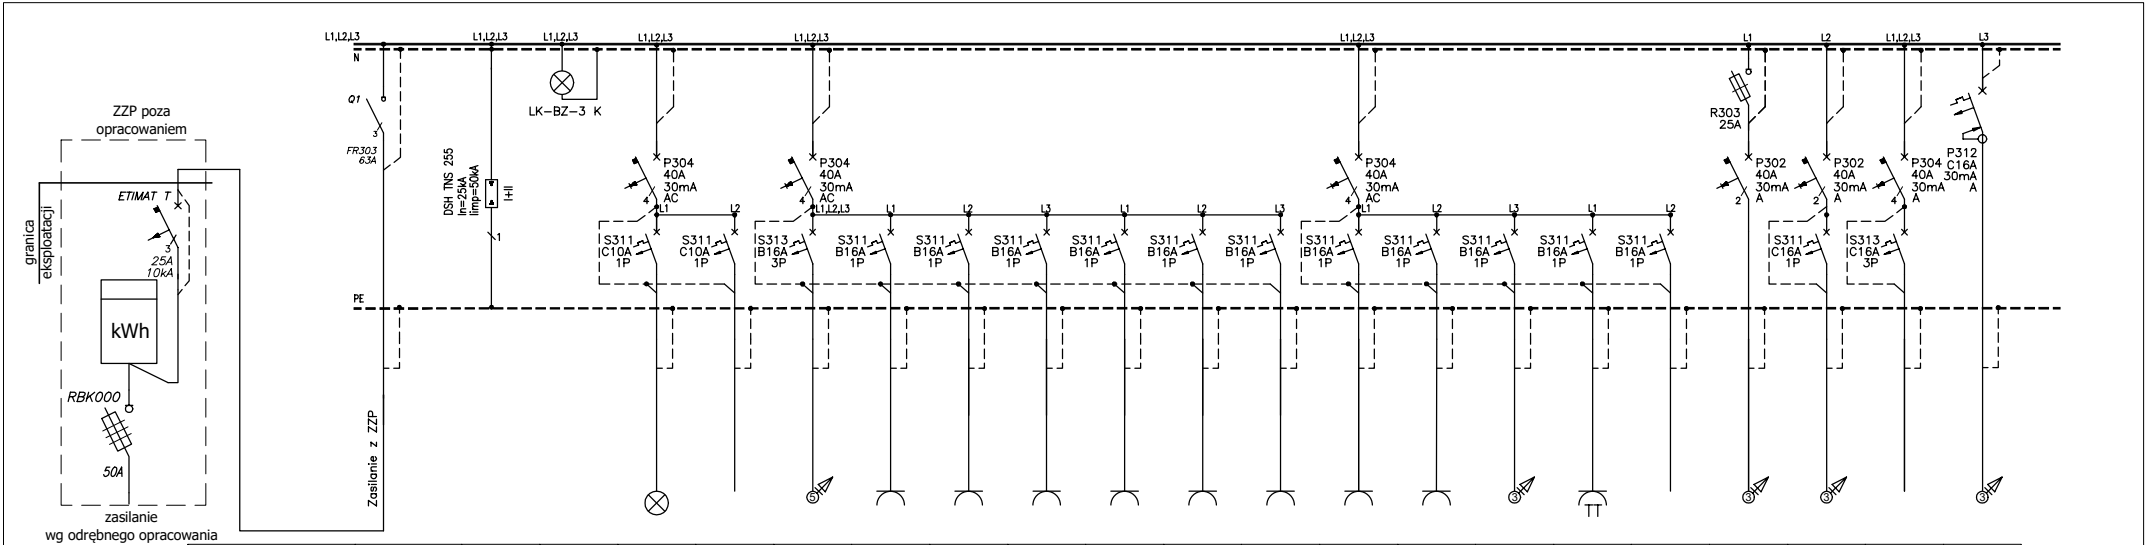 L1,L2,L3
L1,L2,L3
L1,L2,L3
L1,L2,L3
L1,L2,L3
L1,L2,L3
L1
L2
L1,L2,L3
L3
N
ZZP poza
opracowaniem
Q1
3
FR303
63A
LK-BZ-3 K
DSH TNS 255
In=25kA
Iimp=50kA
I+II
1
P304
40A
30mA
AC
4
P304
40A
30mA
AC
4
P304
40A
30mA
AC
4
R303
25A
P302
40A
30mA
A
2
P302
40A
30mA
A
2
P304
40A
30mA
A
4
P312
C16A
30mA
A
ETIMAT T
3
25A
10kA
granica
eksploatacji
L1
L2
L1,L2,L3
L1
L2
L3
L1
L2
L3
L1
L2
L3
L1
L2
S311
C10A
1P
S311
C10A
1P
S313
B16A
3P
S311
B16A
1P
S311
B16A
1P
S311
B16A
1P
S311
B16A
1P
S311
B16A
1P
S311
B16A
1P
S311
B16A
1P
S311
B16A
1P
S311
B16A
1P
S311
B16A
1P
S311
B16A
1P
S311
C16A
1P
S313
C16A
3P
PE
kWh
RBK000
50A
Zasilanie z ZZP
5
3
3
3
3
zasilanie
wg odrębnego opracowania